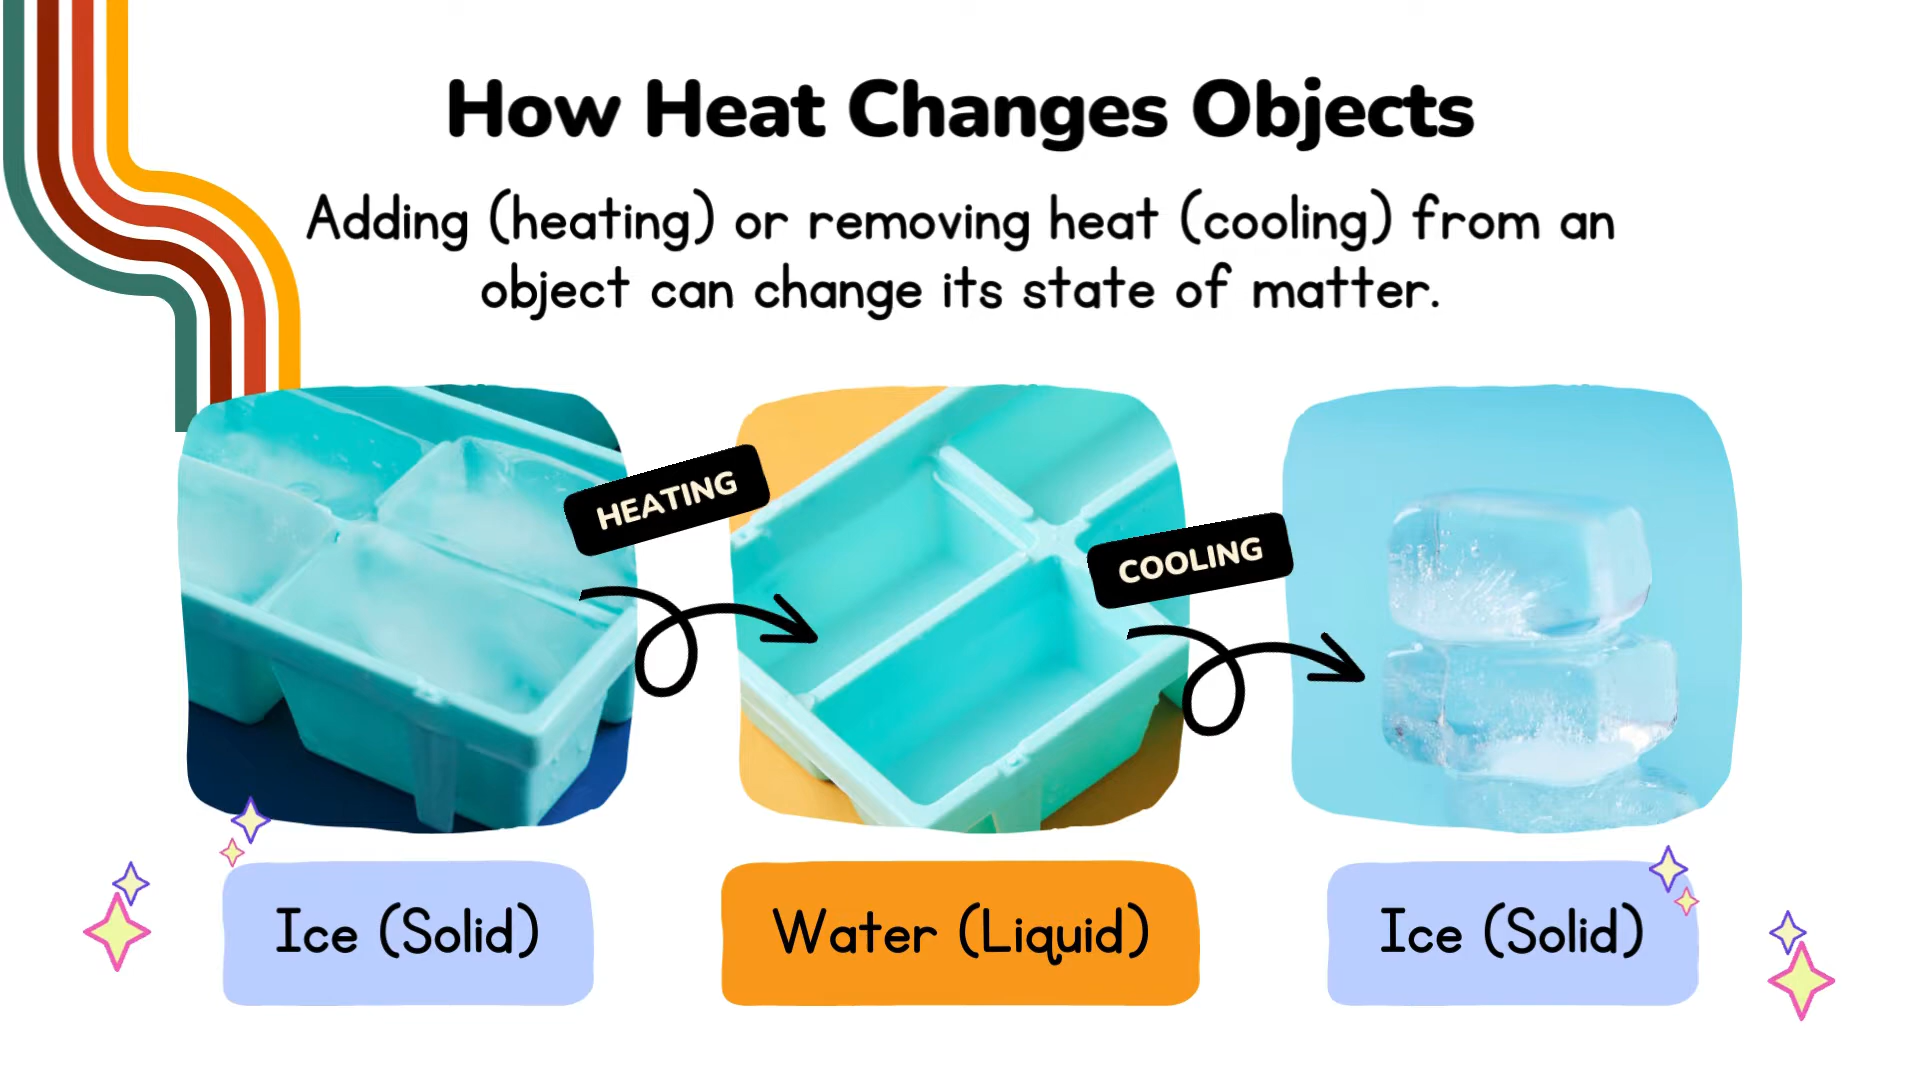 How Heat Changes Objects
Adding (heating) or removing heat (cooling) from an
object can change its state of matter.
HEATING
COOLING
Ice (Solid)
Water (Liquid)
Ice (Solid)